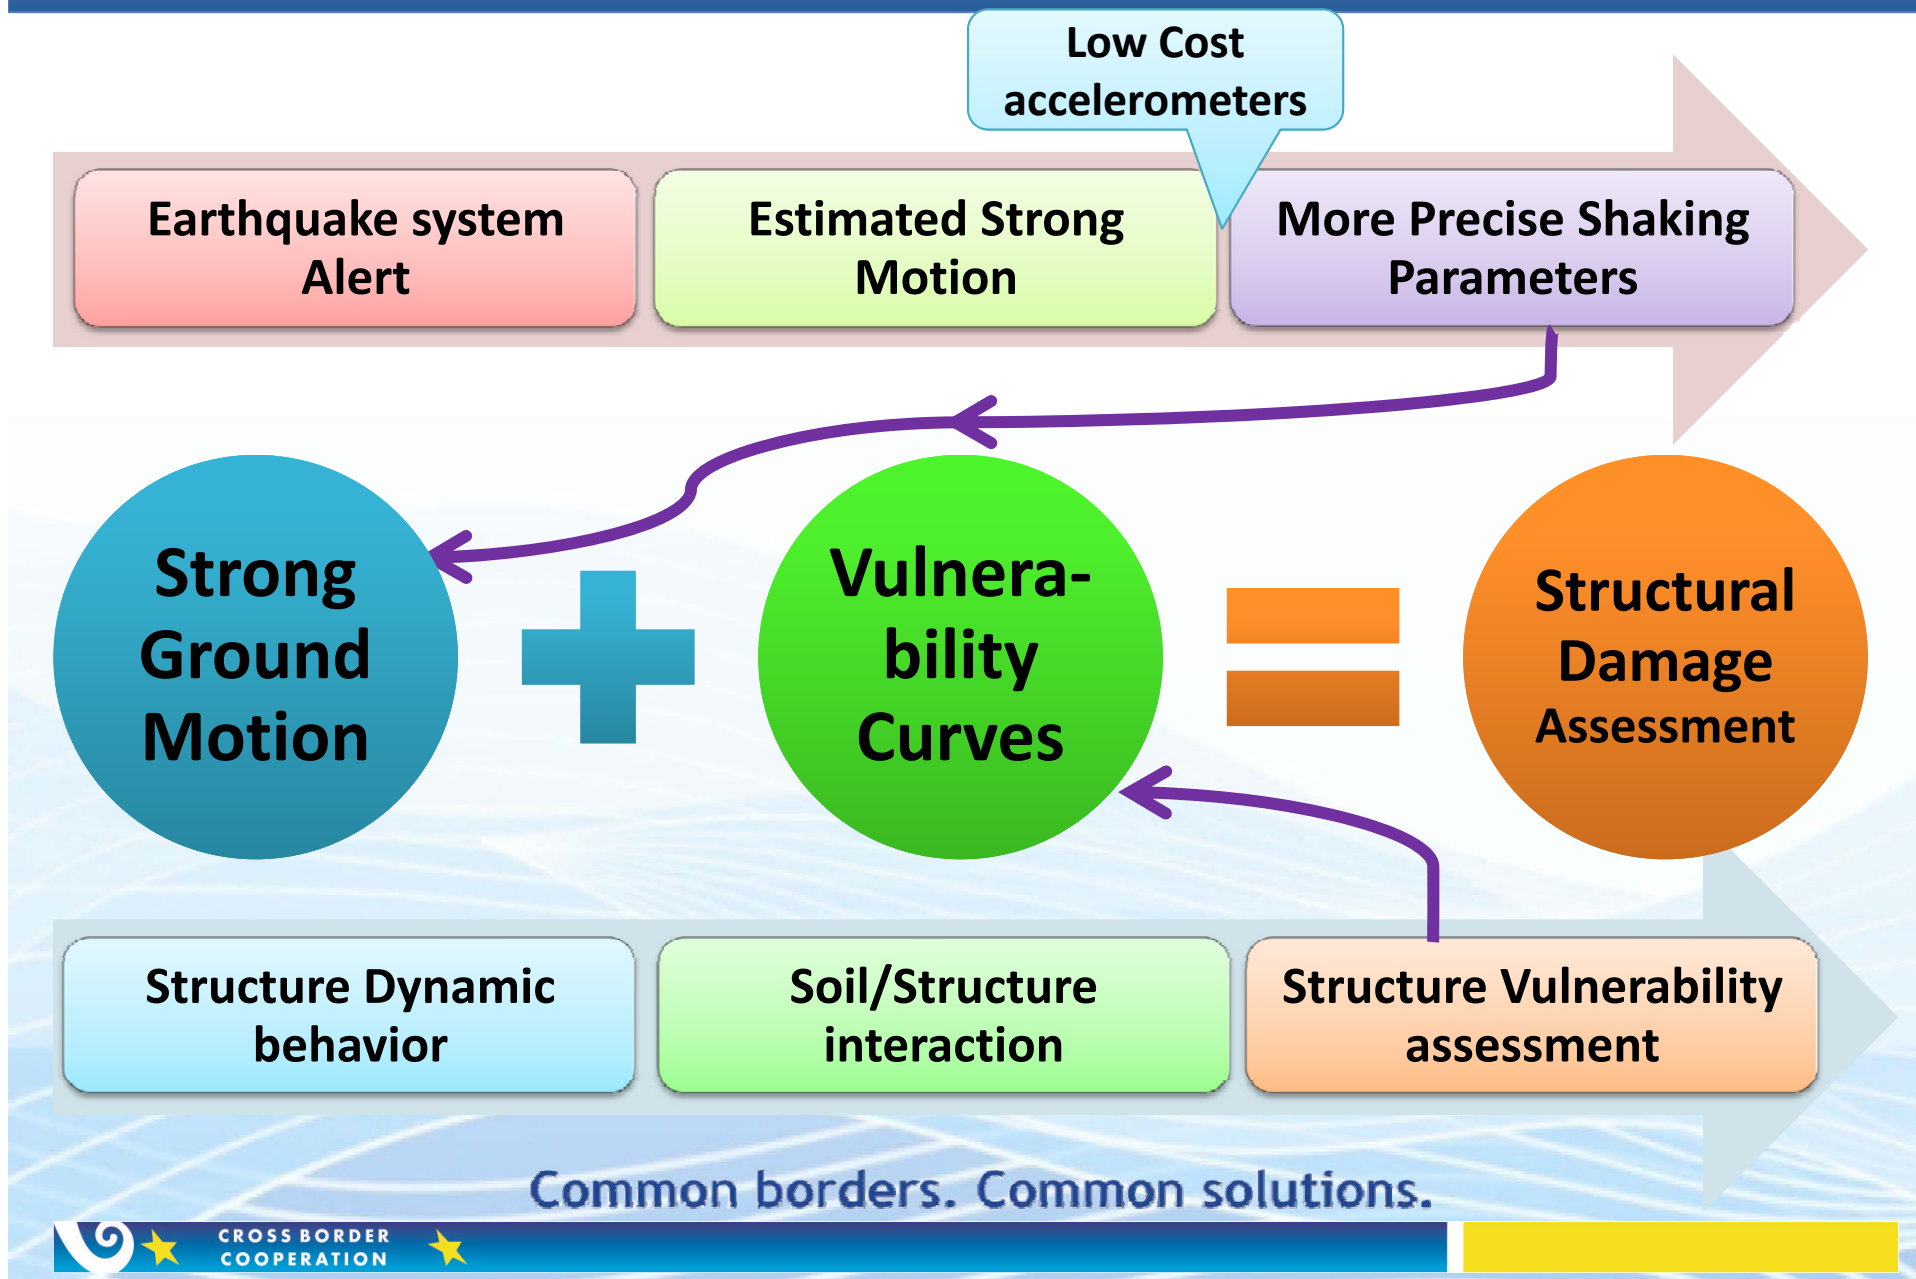 Low Cost
accelerometers
Earthquake system
Alert
Estimated Strong
Motion
More Precise Shaking
Parameters
Strong
Ground
Motion
Vulnera-
bility
Curves
Structural
Damage
Assessment
Structure Dynamic
behavior
Soil/Structure
interaction
Structure Vulnerability
assessment
Common borders. Common solutions.
CROSS BORDER
COOPERATION